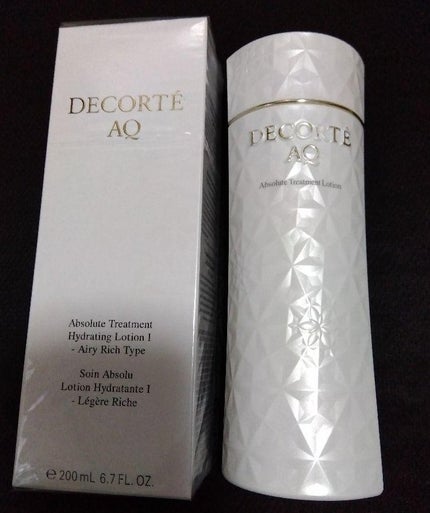 DECORTÉ
AQ
Absolute Treatment
Hydrating Lotion I
- Airy Rich Type
Soin Absolu
Lotion Hydratante I
- Légère Riche
℮ 200 mL 6.7 FL. OZ.
DECORTÉ
AQ
Absolute Treatment Lotion